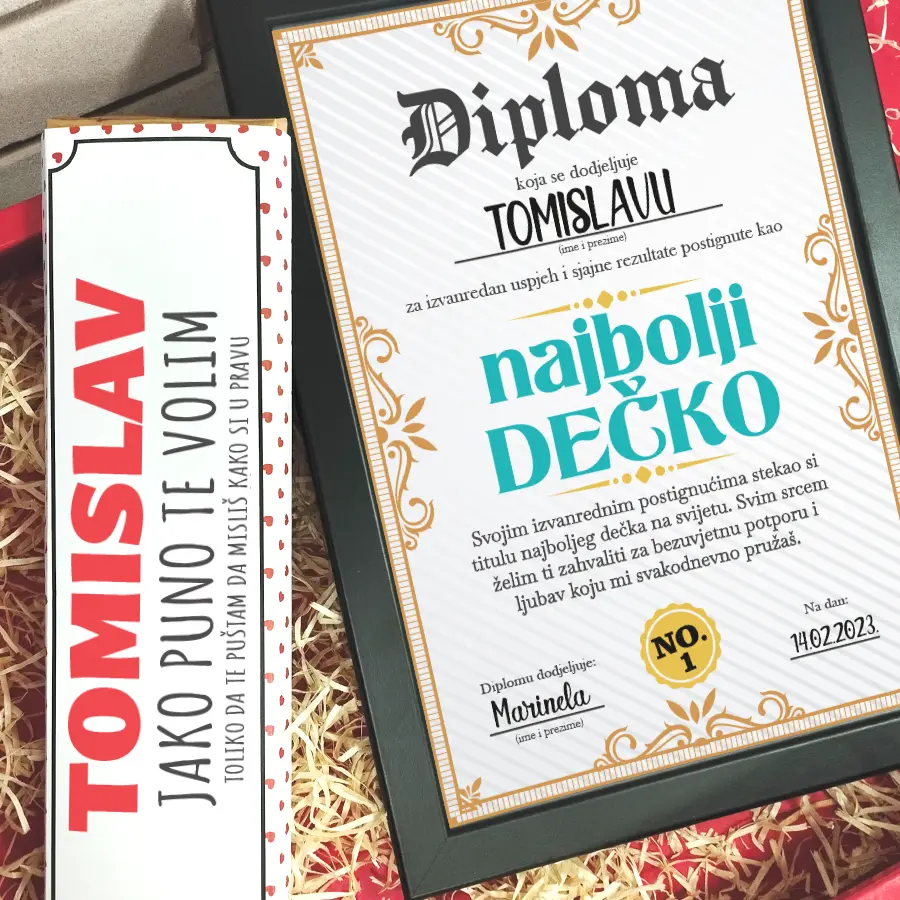 TOMISLAV
JAKO PUNO TE VOLIM
TOLIKO DA TE PUŠTAM DA MISLIŠ KAKO SI U PRAVU
Diploma
koja se dodjeljuje
TOMISLAVU
(ime i prezime)
za izvanredan uspjeh i sjajne rezultate postignute kao
najbolji
DEČKO
Svojim izvanrednim postignućima stekao si
titulu najboljeg dečka na svijetu. Svim srcem
želim ti zahvaliti za bezuvjetnu potporu i
ljubav koju mi svakodnevno pružaš.
Diplomu dodjeljuje:
Marinela
(ime i prezime)
NO.
1
Na dan:
14.02.2023.